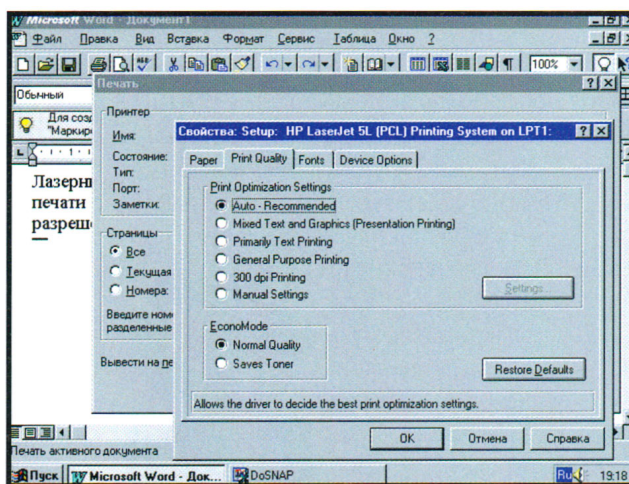 Microsoft Word - Документ1
Файл Правка Вид Вставка Формат Сервис Таблица Окно ?
100%
Обычный
Печать
Для созд
"Маркиро
Принтер
Имя:
Состояние:
Тип:
Порт:
Заметки:
Свойства: Setup: HP LaserJet 5L (PCL) Printing System on LPT1:
Paper Print Quality Fonts Device Options
Лазерн
печати
разреш
Print Optimization Settings
Auto - Recommended
Mixed Text and Graphics (Presentation Printing)
Primarily Text Printing
General Purpose Printing
300 dpi Printing
Manual Settings
Settings...
Страницы
Все
Текущая
Номера:
Введите ном
разделенные
Вывести на пе
EconoMode
Normal Quality
Saves Toner
Restore Defaults
Allows the driver to decide the best print optimization settings.
OK Отмена Справка
Печать активного документа
Пуск Microsoft Word - Док... DoSNAP Ru 19:18